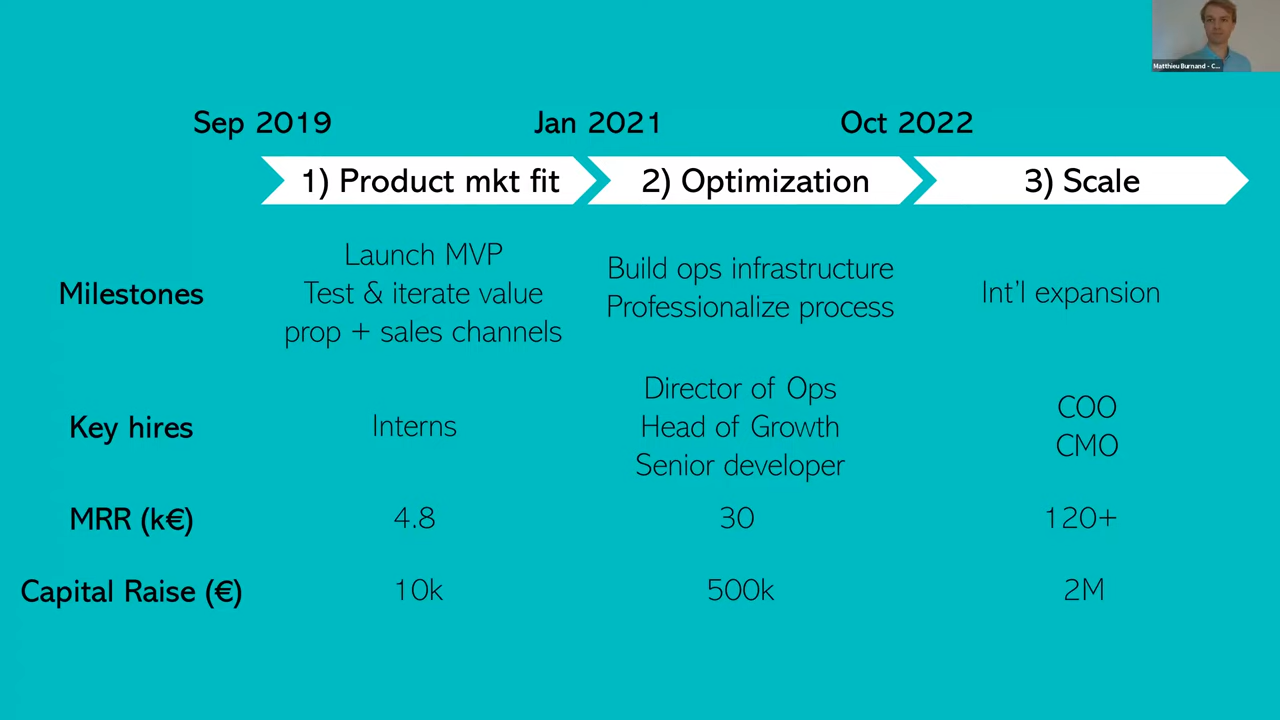 Matthieu Burnand - C...
Sep 2019
Jan 2021
Oct 2022
1) Product mkt fit
2) Optimization
3) Scale
Milestones
Launch MVP
Test & iterate value
prop + sales channels
Build ops infrastructure
Professionalize process
Int'l expansion
Key hires
Interns
Director of Ops
Head of Growth
Senior developer
COO
CMO
MRR (k€)
4.8
30
120+
Capital Raise (€)
10k
500k
2M